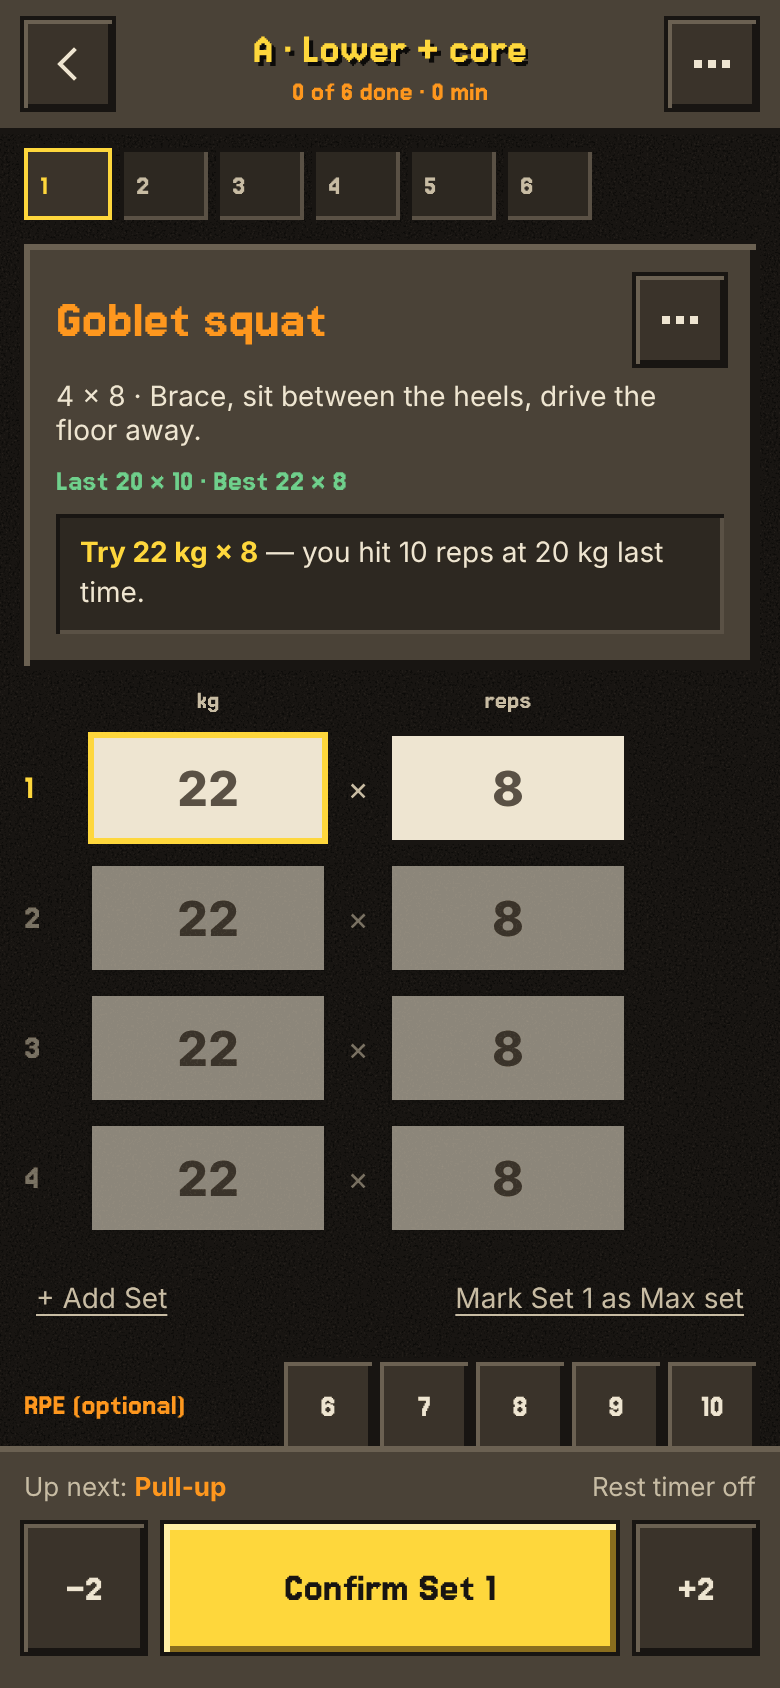 A · Lower + core
0 of 6 done · 0 min
1 2 3 4 5 6
Goblet squat
4 × 8 · Brace, sit between the heels, drive the
floor away.
Last 20 × 10 · Best 22 × 8
Try 22 kg × 8 — you hit 10 reps at 20 kg last
time.
kg reps
1 22 × 8
2 22 × 8
3 22 × 8
4 22 × 8
+ Add Set Mark Set 1 as Max set
RPE (optional) 6 7 8 9 10
Up next: Pull-up Rest timer off
−2 Confirm Set 1 +2